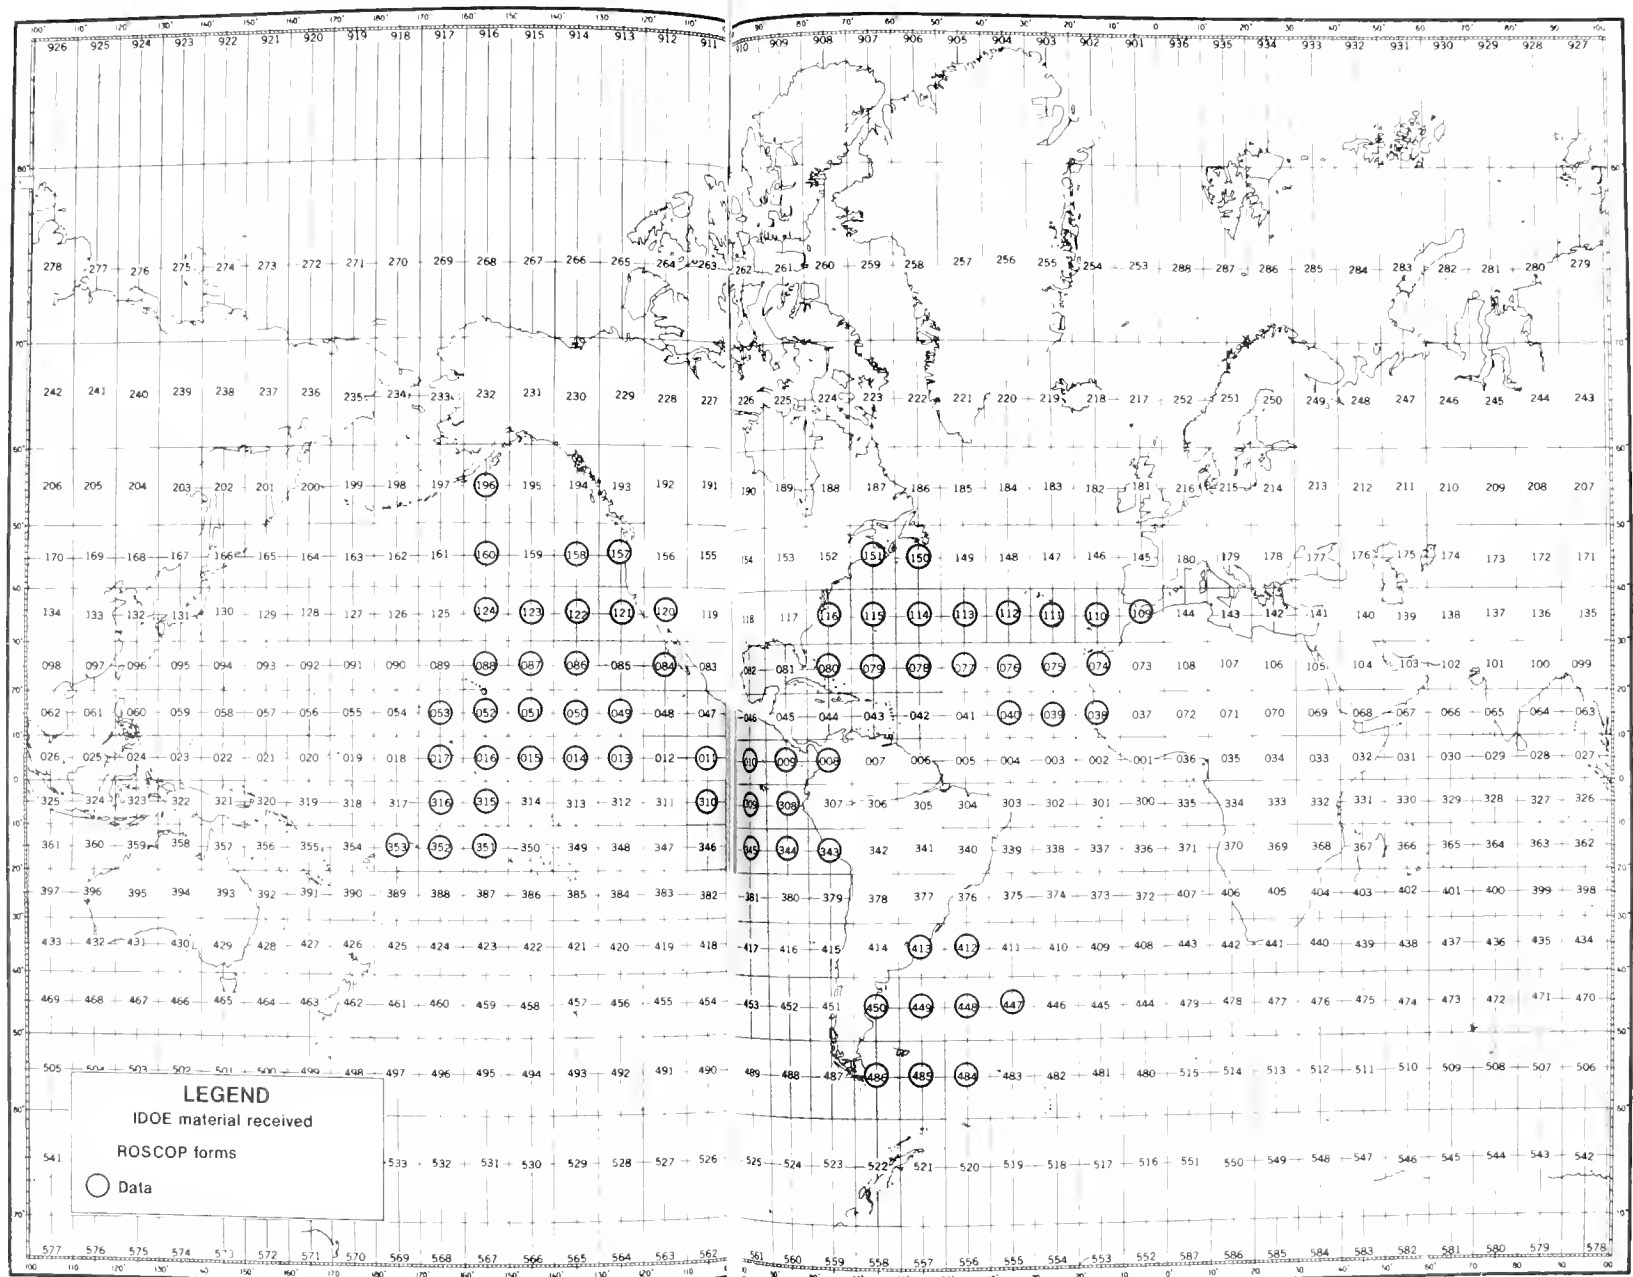 926 925 924 923 922 921 920 919 918 917 916 915 914 913 912 911 910 909 908 907 906 905 904 903 902 901 936 935 934 933 932 931 930 929 928 927
80°
278 277 276 275 274 273 272 271 270 269 268 267 266 265 264 263 262 261 260 259 258 257 256 255 254 253 288 287 286 285 284 283 282 281 280 279
70°
242 241 240 239 238 237 236 235 234 233 232 231 230 229 228 227 226 225 224 223 222 221 220 219 218 217 252 251 250 249 248 247 246 245 244 243
60°
206 205 204 203 202 201 200 199 198 197 196 195 194 193 192 191 190 189 188 187 186 185 184 183 182 181 216 215 214 213 212 211 210 209 208 207
50°
170 169 168 167 166 165 164 163 162 161 160 159 158 157 156 155 154 153 152 151 150 149 148 147 146 145 180 179 178 177 176 175 174 173 172 171
134 133 132 131 130 129 128 127 126 125 124 123 122 121 120 119 118 117 116 115 114 113 112 111 110 109 144 143 142 141 140 139 138 137 136 135
098 097 096 095 094 093 092 091 090 089 088 087 086 085 084 083 082 081 080 079 078 077 076 075 074 073 108 107 106 105 104 103 102 101 100 099
062 061 060 059 058 057 056 055 054 053 052 051 050 049 048 047 046 045 044 043 042 041 040 039 038 037 072 071 070 069 068 067 066 065 064 063
026 025 024 023 022 021 020 019 018 017 016 015 014 013 012 011 010 009 008 007 006 005 004 003 002 001 036 035 034 033 032 031 030 029 028 027
325 324 323 322 321 320 319 318 317 316 315 314 313 312 311 310 309 308 307 306 305 304 303 302 301 300 335 334 333 332 331 330 329 328 327 326
361 360 359 358 357 356 355 354 353 352 351 350 349 348 347 346 345 344 343 342 341 340 339 338 337 336 371 370 369 368 367 366 365 364 363 362
397 396 395 394 393 392 391 390 389 388 387 386 385 384 383 382 381 380 379 378 377 376 375 374 373 372 407 406 405 404 403 402 401 400 399 398
433 432 431 430 429 428 427 426 425 424 423 422 421 420 419 418 417 416 415 414 413 412 411 410 409 408 443 442 441 440 439 438 437 436 435 434
469 468 467 466 465 464 463 462 461 460 459 458 457 456 455 454 453 452 451 450 449 448 447 446 445 444 479 478 477 476 475 474 473 472 471 470
505 504 503 502 501 500 499 498 497 496 495 494 493 492 491 490 489 488 487 486 485 484 483 482 481 480 515 514 513 512 511 510 509 508 507 506
LEGEND
IDOE material received
ROSCOP forms
Data
541 533 532 531 530 529 528 527 526 525 524 523 522 521 520 519 518 517 516 551 550 549 548 547 546 545 544 543 542
577 576 575 574 572 571 570 569 568 567 566 565 564 563 562 561 560 559 558 557 556 555 554 553 552 587 586 585 584 583 582 581 580 579 578